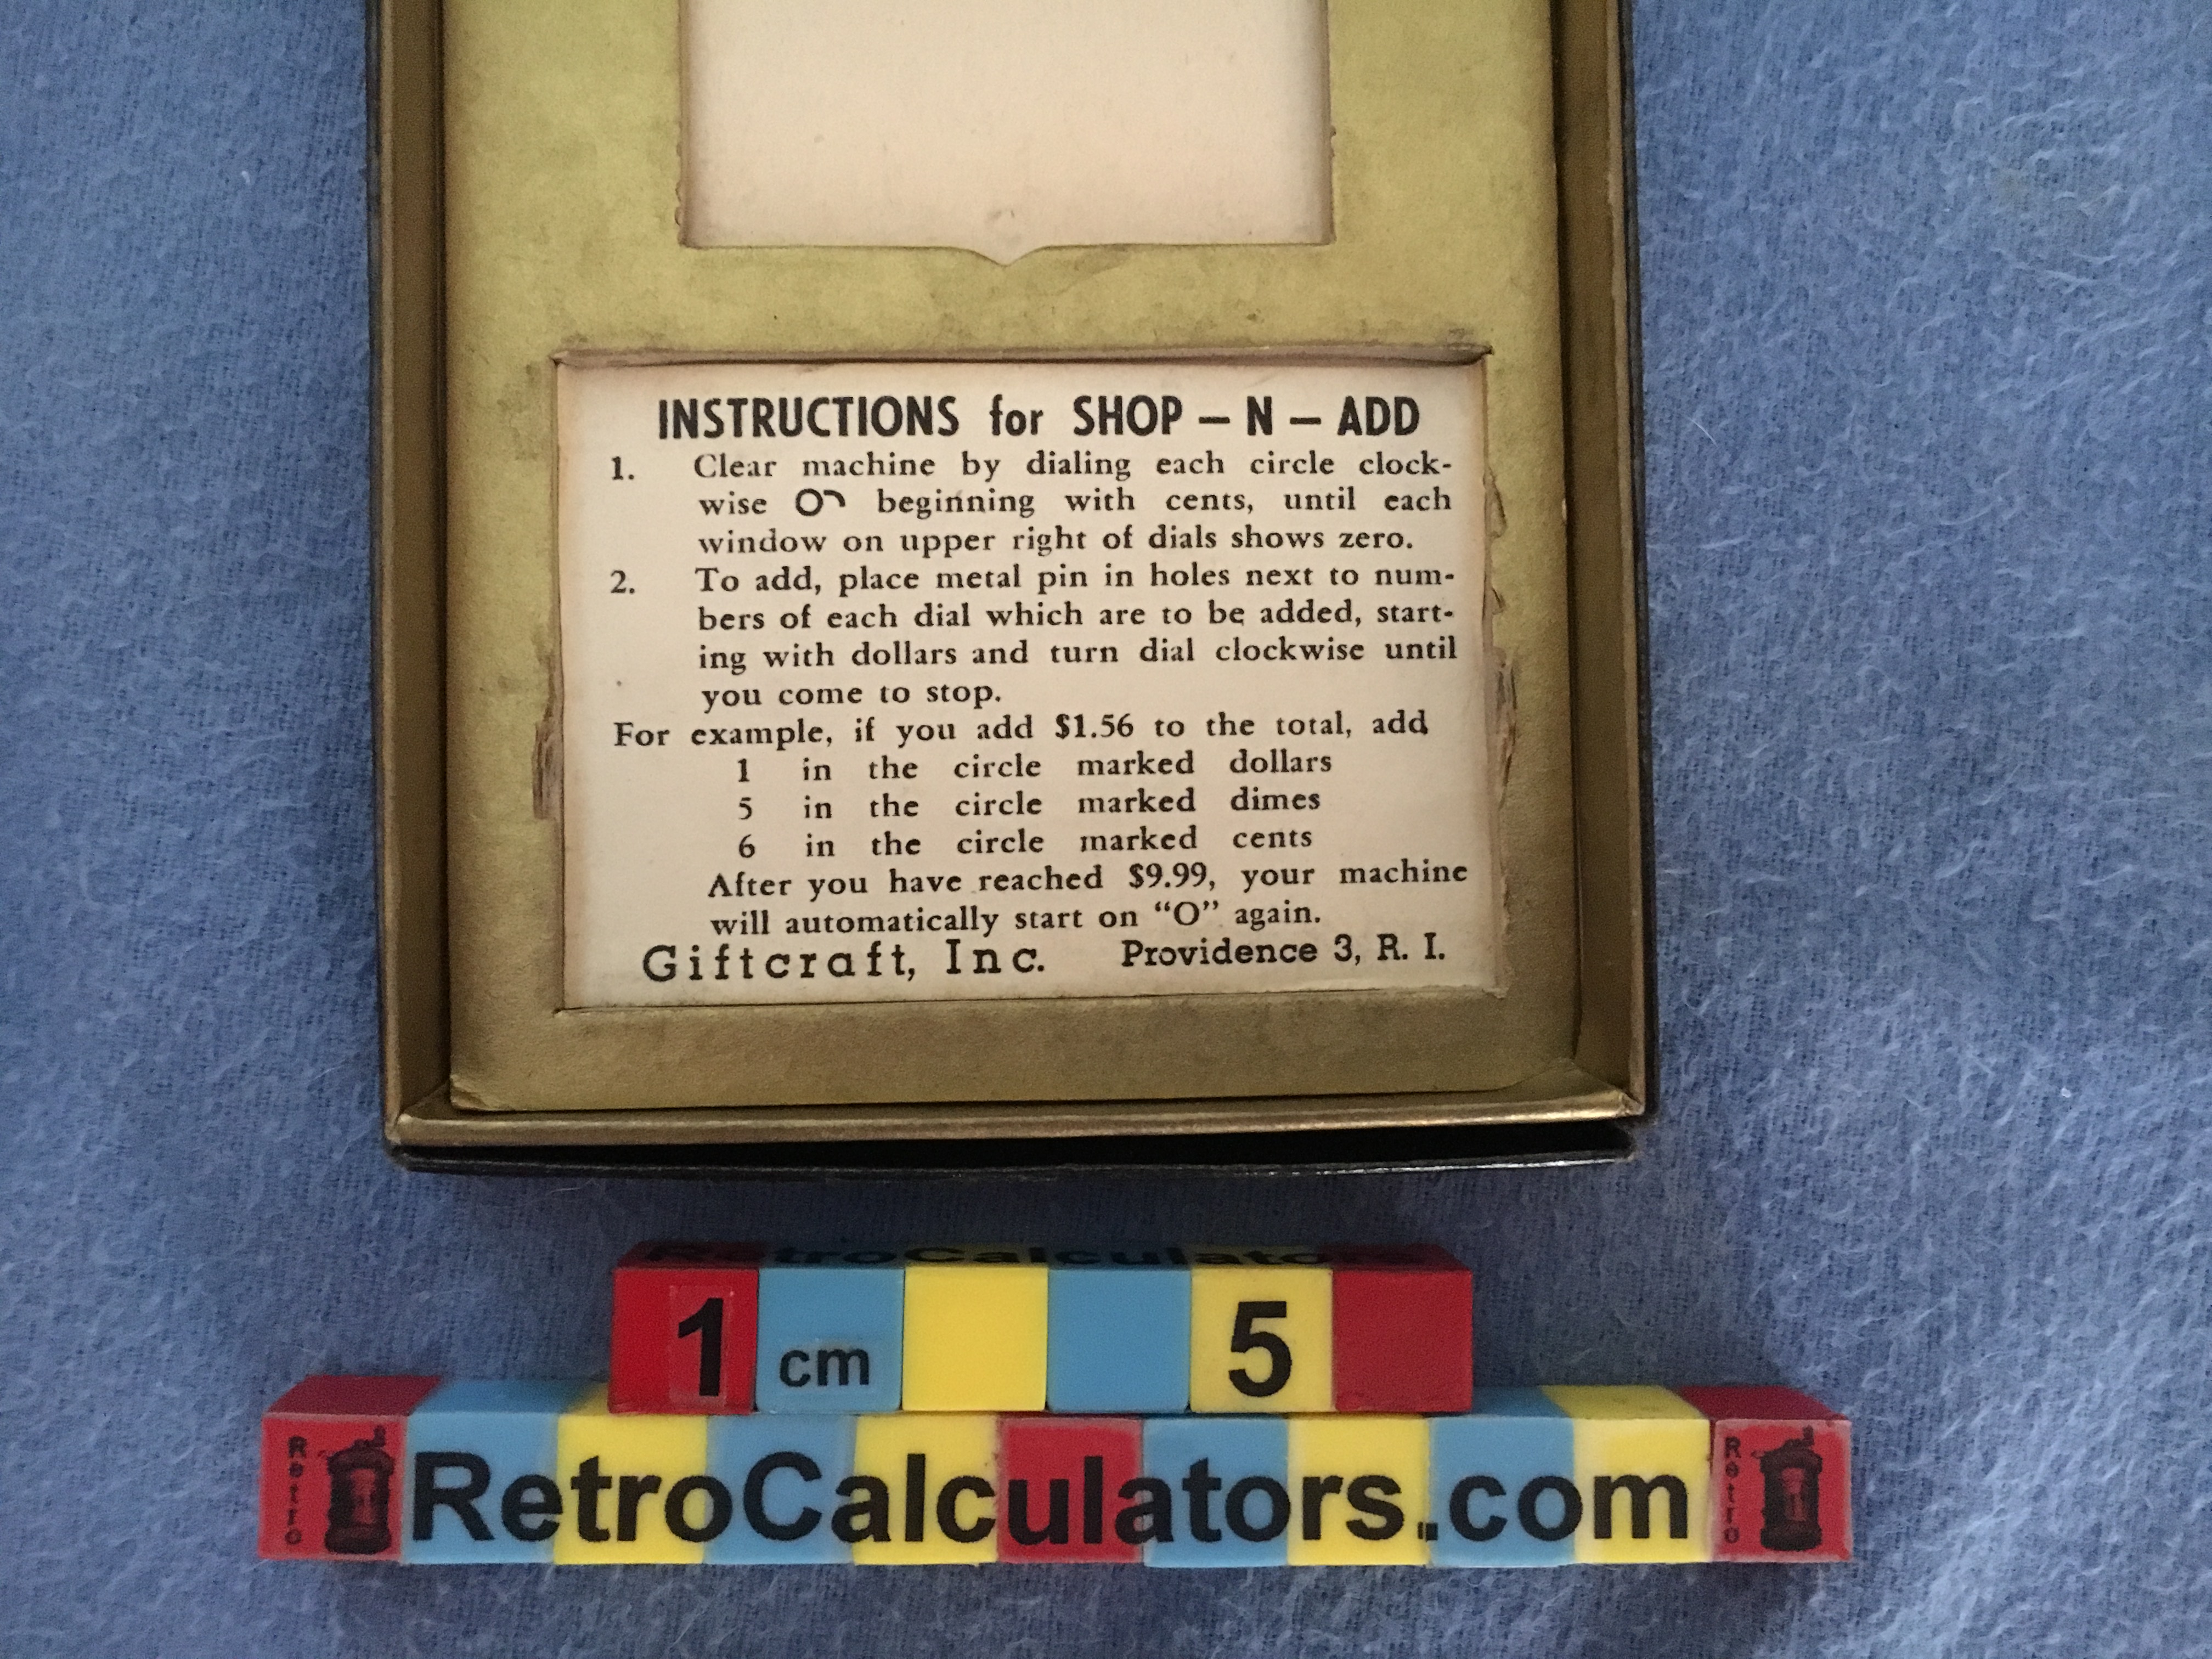 INSTRUCTIONS for SHOP – N – ADD
1. Clear machine by dialing each circle clock-
wise beginning with cents, until each
window on upper right of dials shows zero.
2. To add, place metal pin in holes next to num-
bers of each dial which are to be added, start-
ing with dollars and turn dial clockwise until
you come to stop.
For example, if you add $1.56 to the total, add
1 in the circle marked dollars
5 in the circle marked dimes
6 in the circle marked cents
After you have reached $9.99, your machine
will automatically start on “O” again.
Giftcraft, Inc. Providence 3, R. I.
RetroCalculators
1 cm 5
Retro RetroCalculators.com Retro